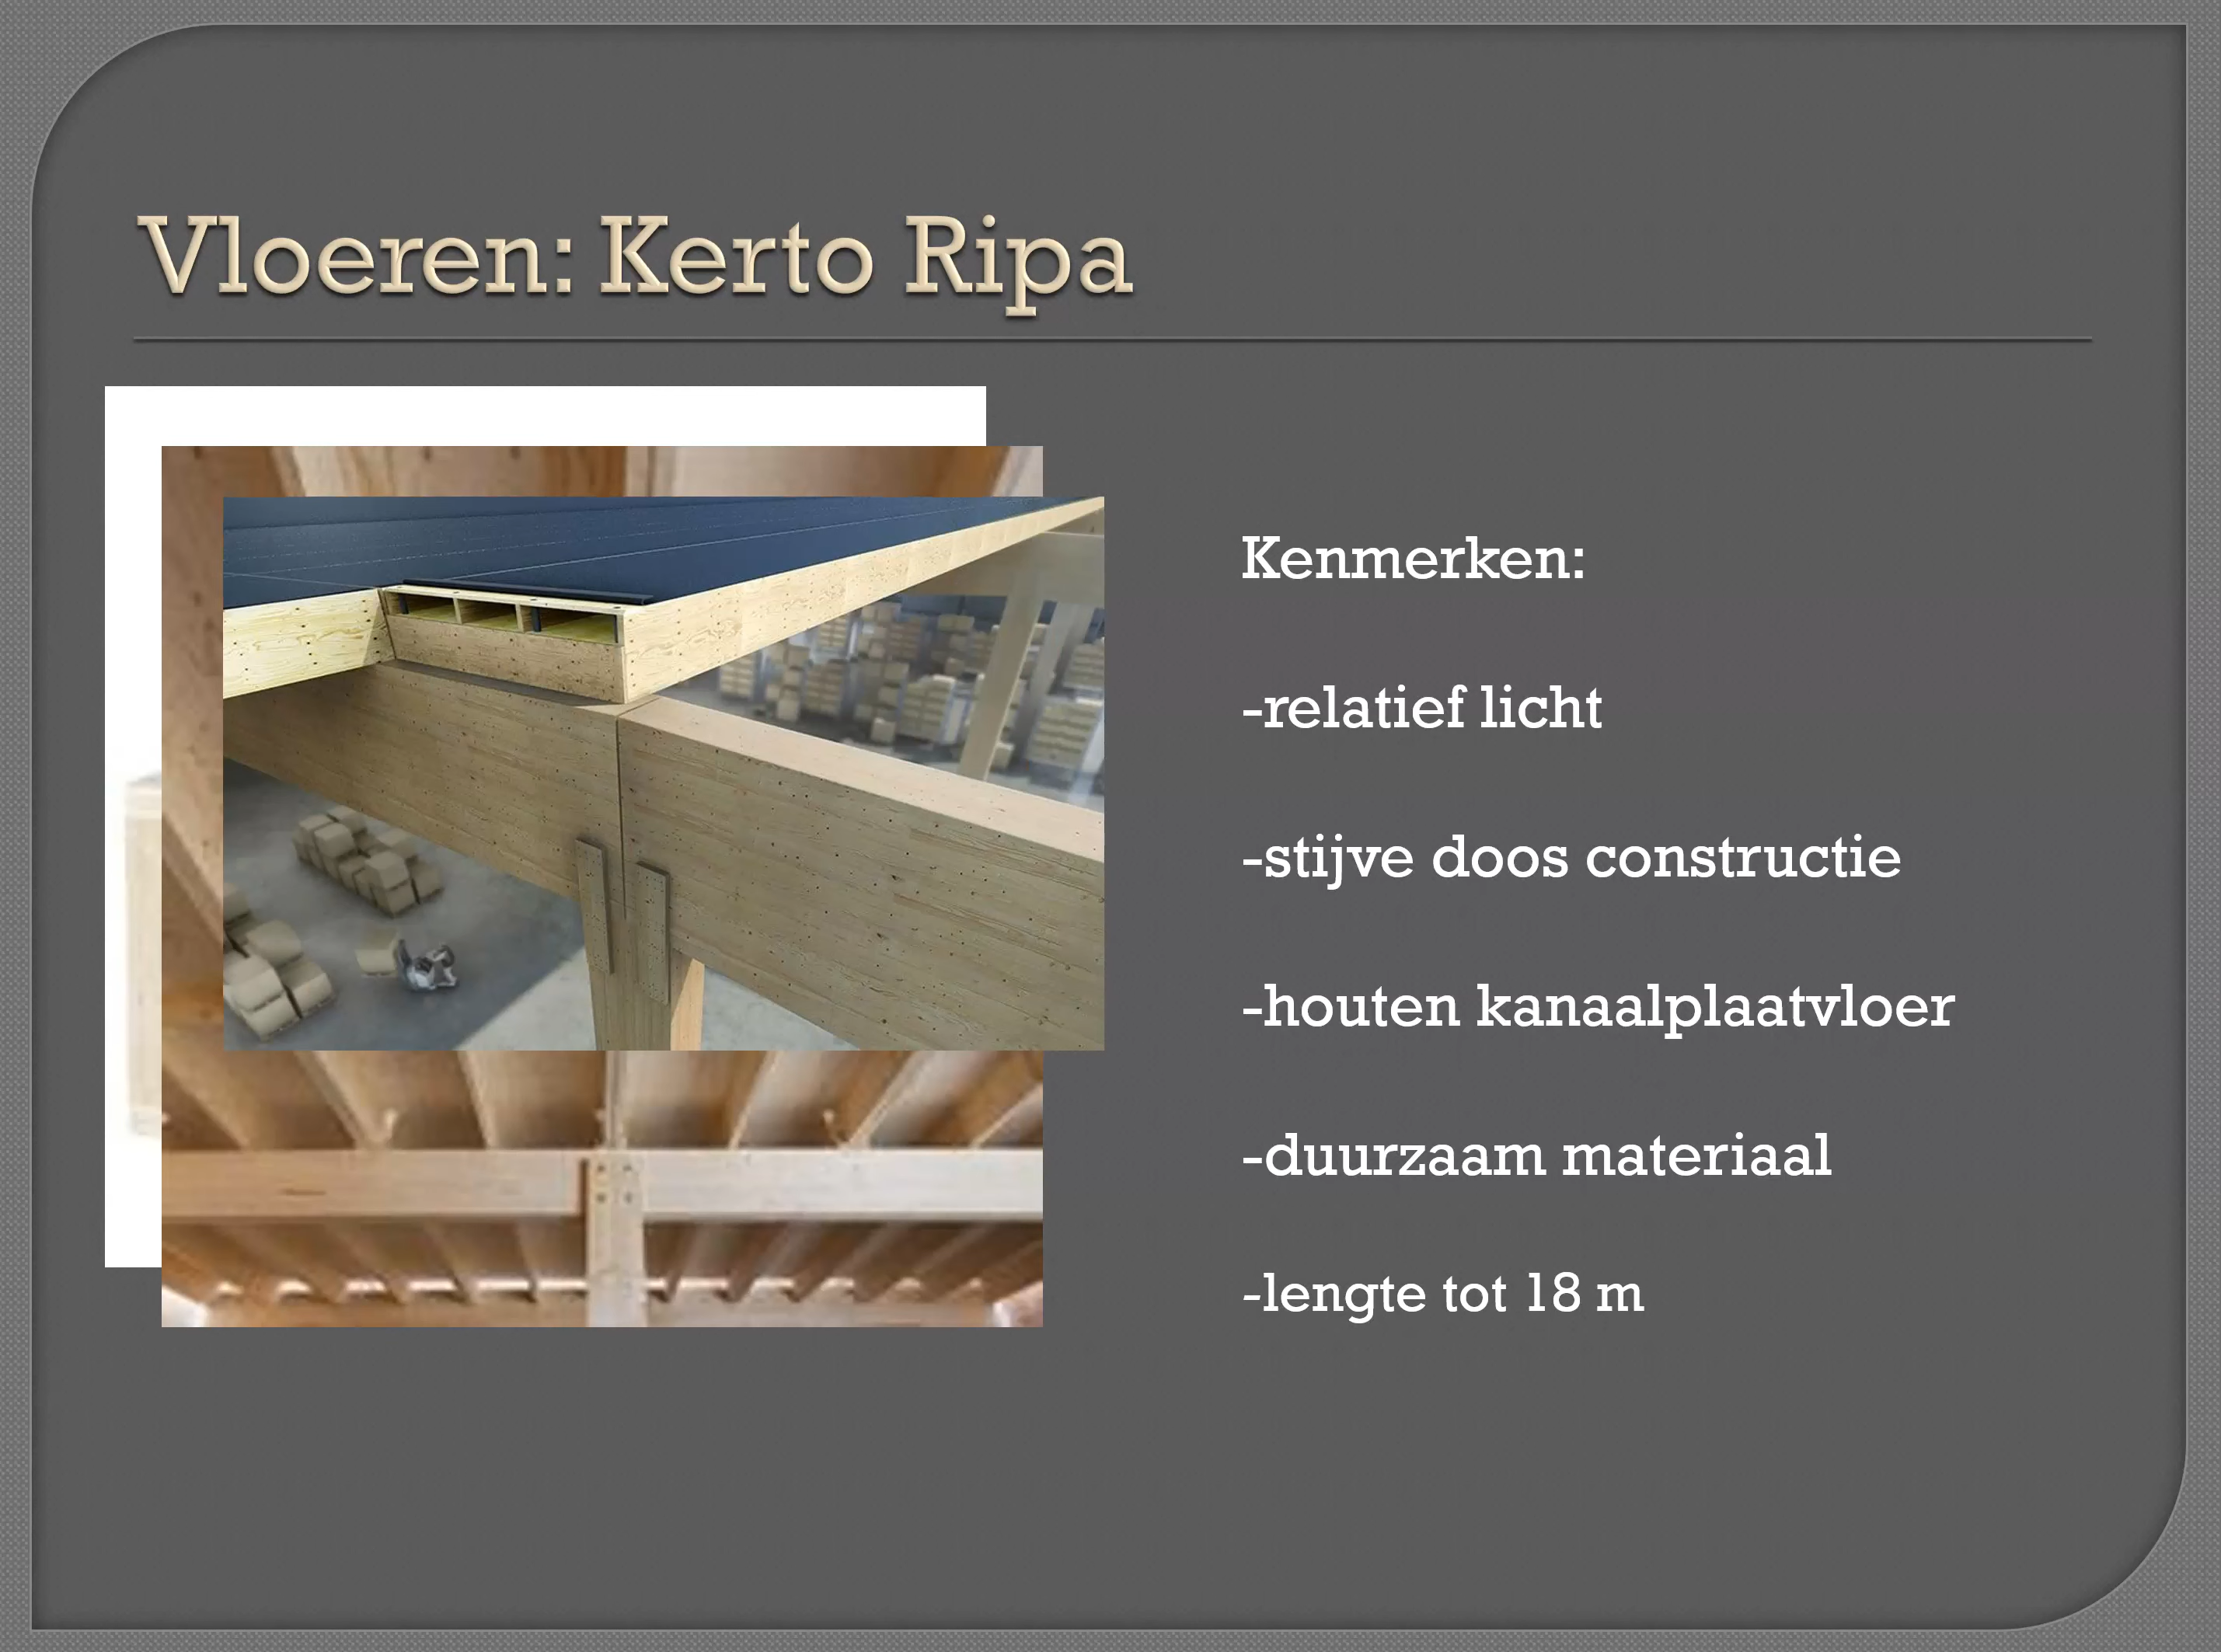 Vloeren: Kerto Ripa
Kenmerken:
-relatief licht
-stijve doos constructie
-houten kanaalplaatvloer
-duurzaam materiaal
-lengte tot 18 m